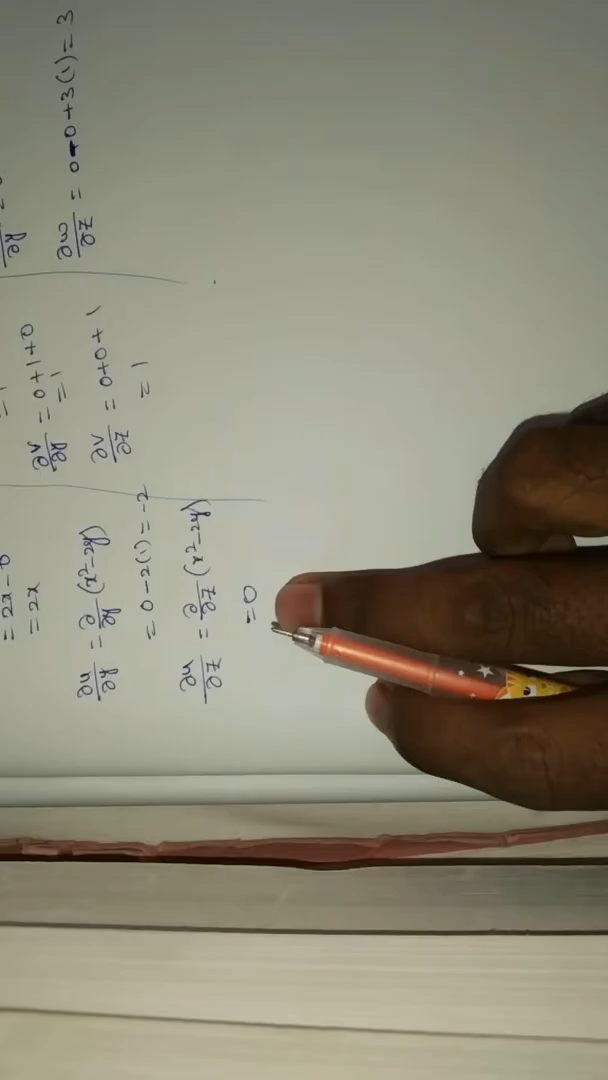 = 2x - 0
= 2x
∂u/∂y = ∂/∂y (x² - 2y)
= 0 - 2(1) = -2
∂u/∂z = ∂/∂z (x² - 2y)
= 0
= 1
∂v/∂y = 0 + 1 + 0
= 1
∂v/∂z = 0 + 0 + 1
= 1
∂w/∂z = 0 - 0 + 3(1) = 3